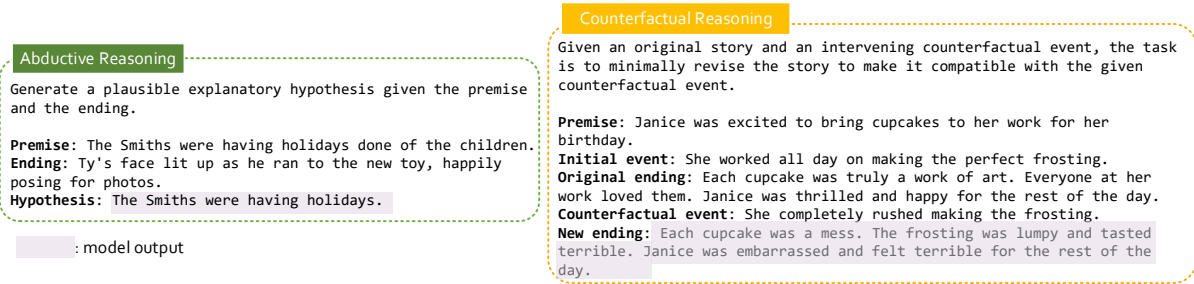 Abductive Reasoning
Generate a plausible explanatory hypothesis given the premise
and the ending.
Premise: The Smiths were having holidays done of the children.
Ending: Ty's face lit up as he ran to the new toy, happily
posing for photos.
Hypothesis: The Smiths were having holidays.
: model output
Counterfactual Reasoning
Given an original story and an intervening counterfactual event, the task
is to minimally revise the story to make it compatible with the given
counterfactual event.
Premise: Janice was excited to bring cupcakes to her work for her
birthday.
Initial event: She worked all day on making the perfect frosting.
Original ending: Each cupcake was truly a work of art. Everyone at her
work loved them. Janice was thrilled and happy for the rest of the day.
Counterfactual event: She completely rushed making the frosting.
New ending: Each cupcake was a mess. The frosting was lumpy and tasted
terrible. Janice was embarrassed and felt terrible for the rest of the
day.